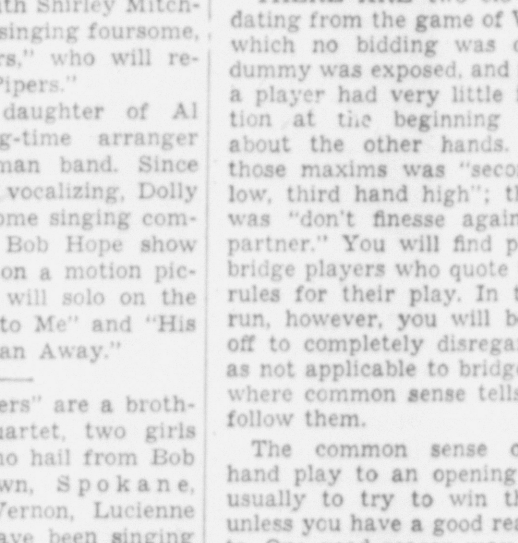 ith Shirley Mitch-
singing foursome,
rs," who will re-
Pipers."
daughter of Al
g-time arranger
man band. Since
vocalizing, Dolly
ome singing com-
Bob Hope show
on a motion pic-
will solo on the
to Me" and "His
an Away."
ers" are a broth-
uartet, two girls
ho hail from Bob
wn, Spokane,
Vernon, Lucienne
ave been singing
dating from the game of
which no bidding was
dummy was exposed, and
a player had very little
tion at the beginning
about the other hands.
those maxims was "seco
low, third hand high"; th
was "don't finesse again
partner." You will find p
bridge players who quote
rules for their play. In t
run, however, you will b
off to completely disrega
as not applicable to bridg
where common sense tells
follow them.
The common sense o
hand play to an opening
usually to try to win th
unless you have a good rea